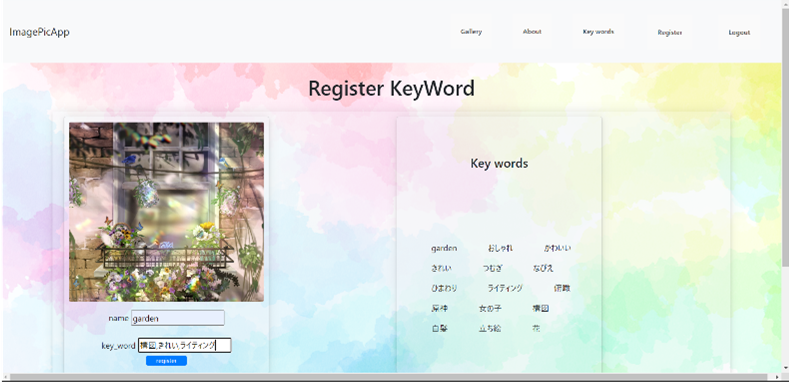 ImagePicApp
Gallery About Key words Register Logout
Register KeyWord
name garden
key_word 構図,きれい,ライティング
register
Key words
garden おしゃれ かわいい
きれい つむぎ なびえ
ひまわり ライティング 俯瞰
原神 女の子 構図
白髪 立ち絵 花